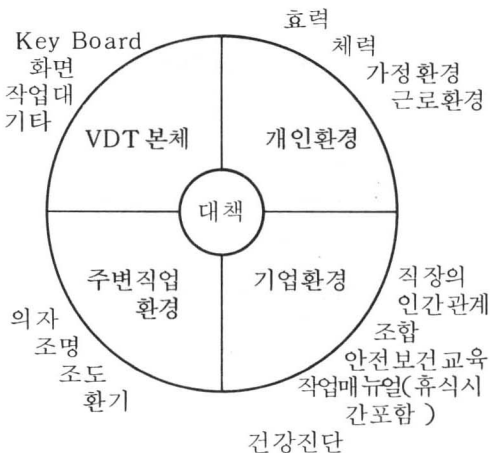 Key Board
화면
작업대
기타
효력
체력
가정환경
근로환경
VDT 본체
개인환경
대책
주변직업
환경
기업환경
의자
조명
조도
환기
직장의
인간관계
조합
안전보건교육
작업매뉴얼(휴식시
간포함 )
건강진단